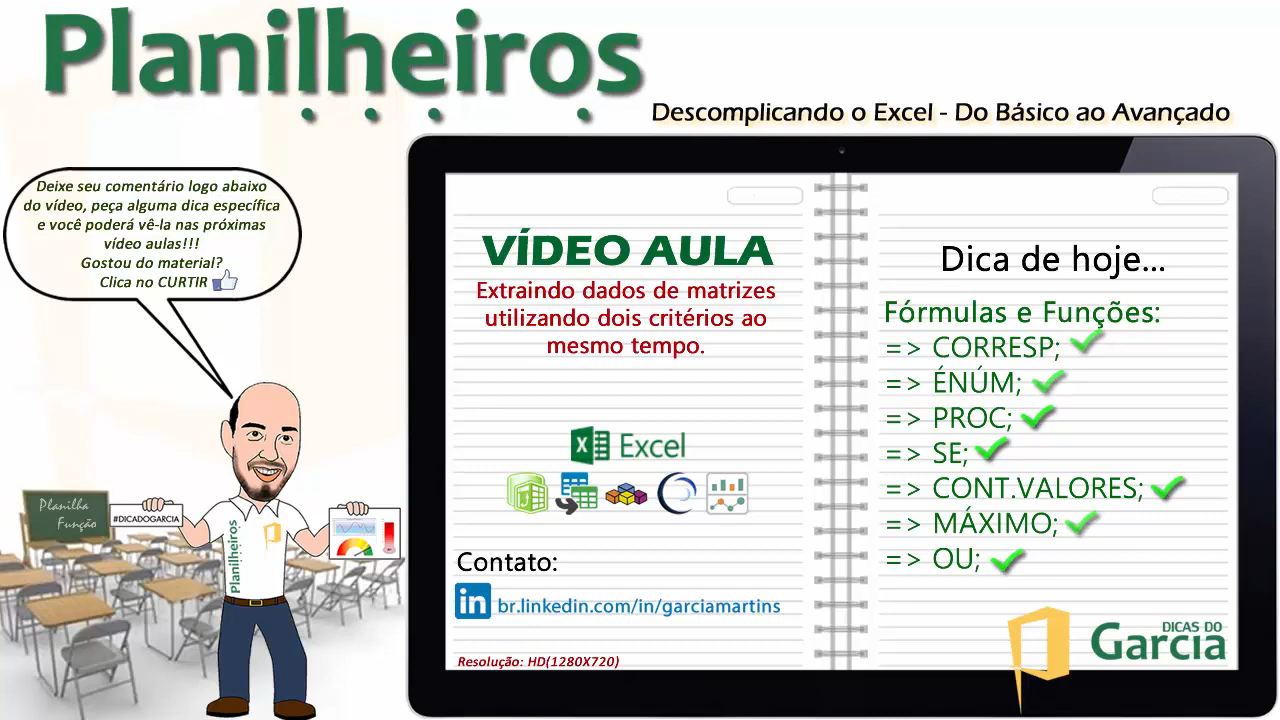 Planilheiros
Descomplicando o Excel - Do Básico ao Avançado
Deixe seu comentário logo abaixo
do vídeo, peça alguma dica específica
e você poderá vê-la nas próximas
vídeo aulas!!!
Gostou do material?
Clica no CURTIR
VÍDEO AULA
Extraindo dados de matrizes
utilizando dois critérios ao
mesmo tempo.
Excel
Contato:
in br.linkedin.com/in/garciamartins
Resolução: HD(1280X720)
Dica de hoje...
Fórmulas e Funções:
=> CORRESP;
=> ÉNÚM;
=> PROC;
=> SE;
=> CONT.VALORES;
=> MÁXIMO;
=> OU;
DICAS DO
Garcia
Planilha
Função
#DICADOGARCIA
Planilheiros